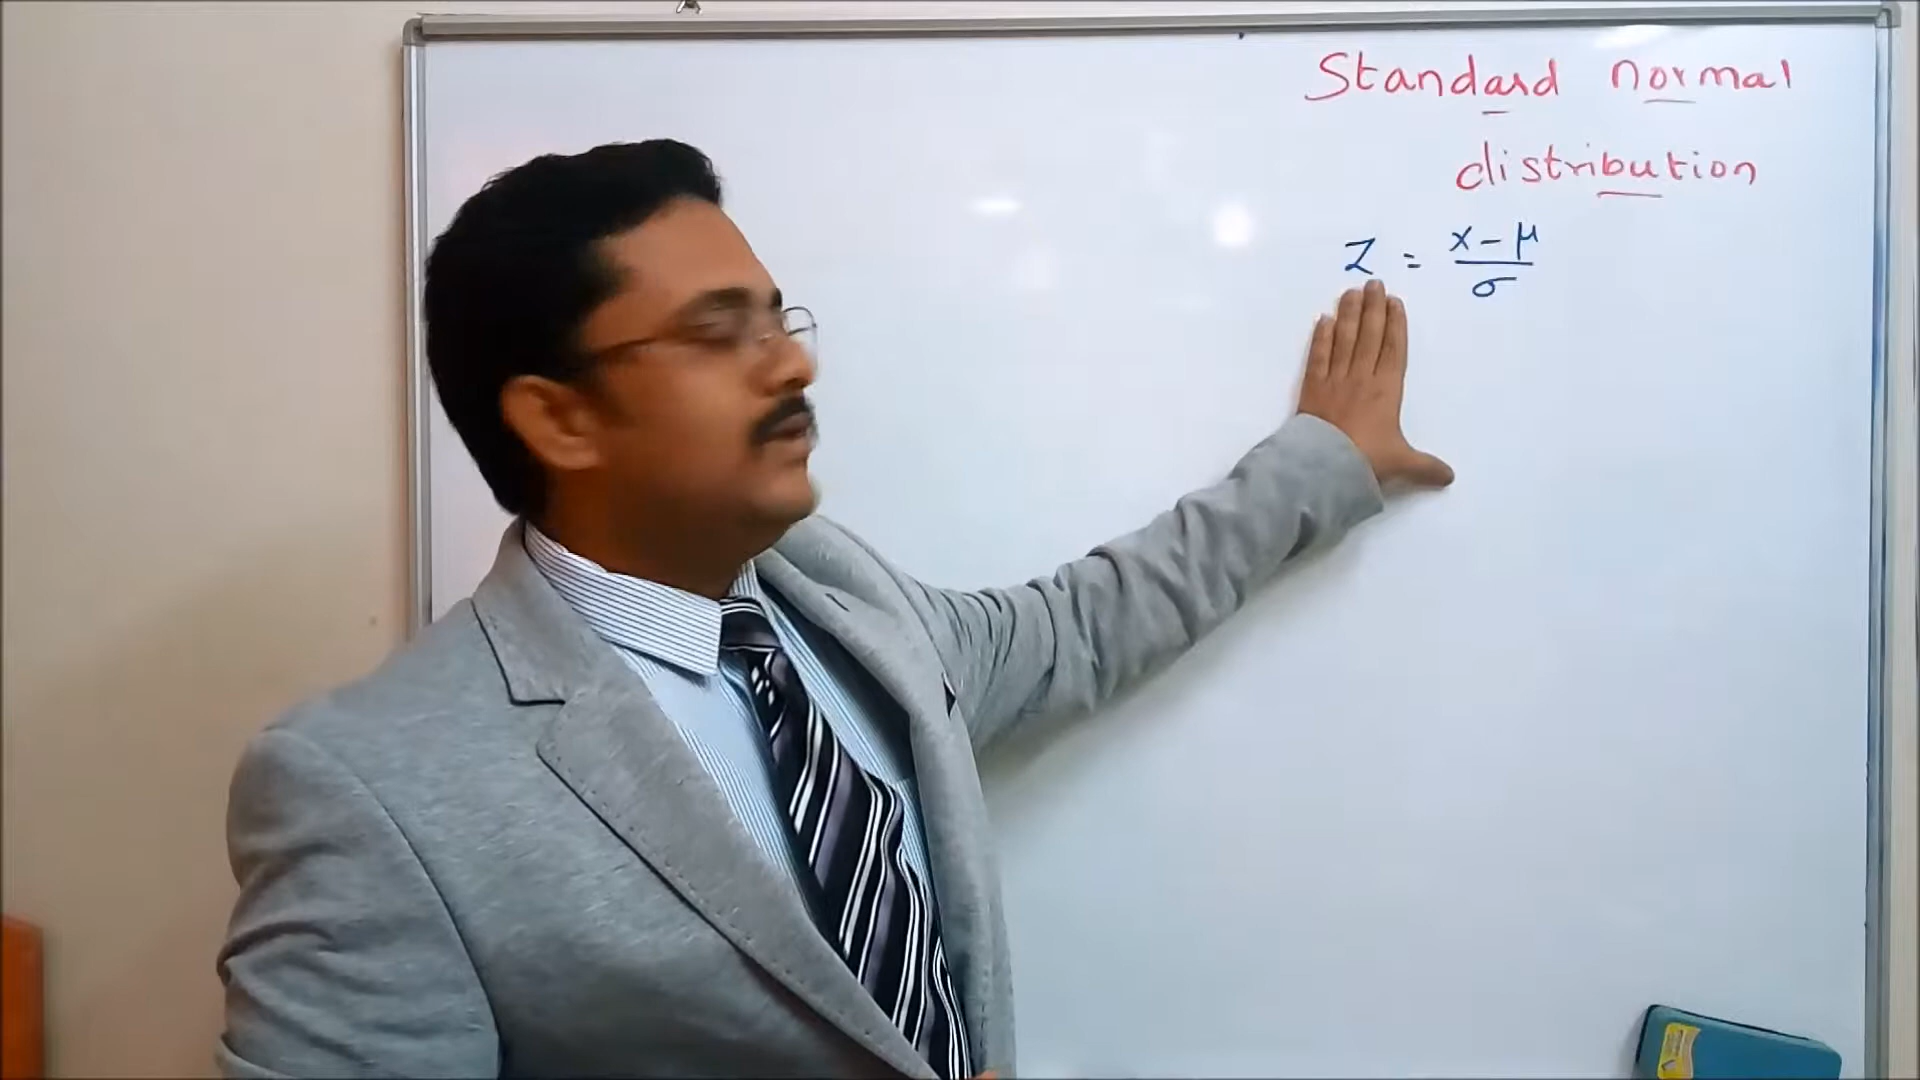 Standard normal
distribution
Z = x - μ / σ